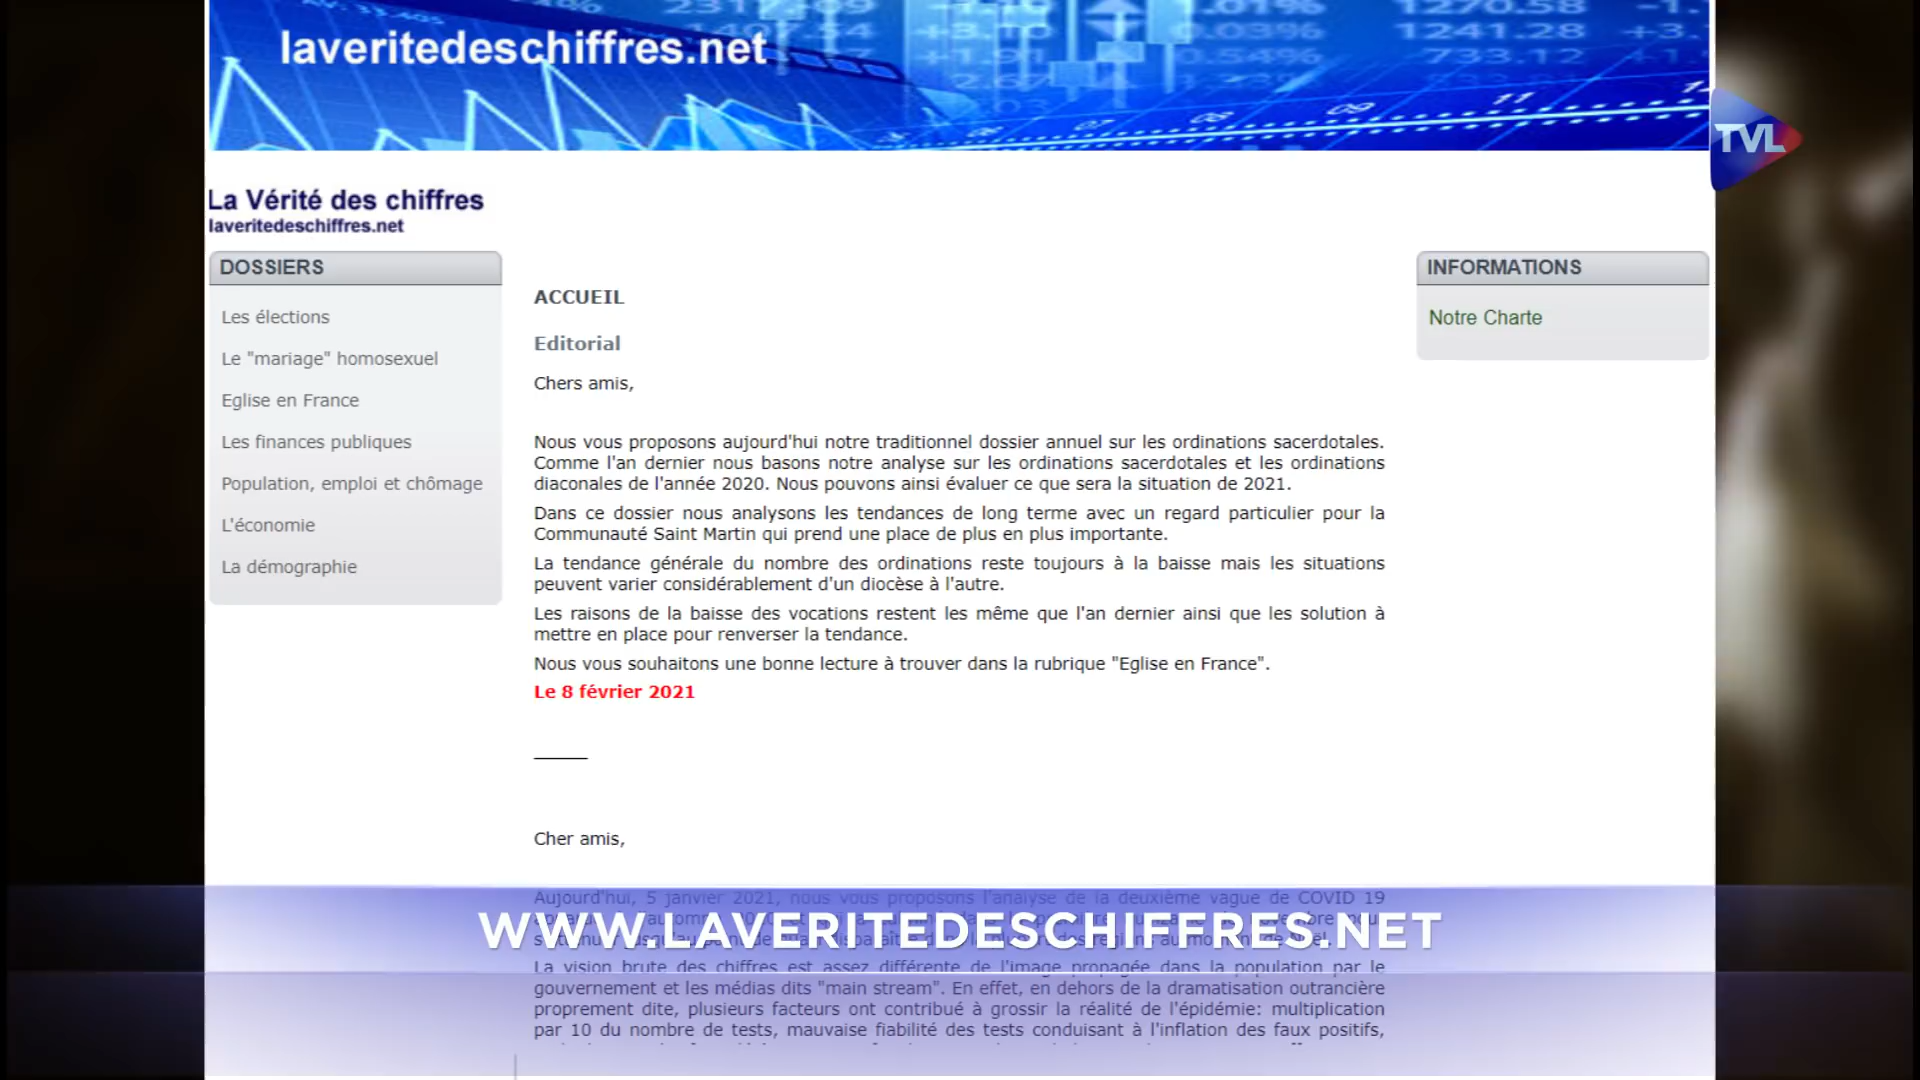 laveritedeschiffres.net
TVL
La Vérité des chiffres
laveritedeschiffres.net
DOSSIERS
Les élections
Le "mariage" homosexuel
Eglise en France
Les finances publiques
Population, emploi et chômage
L'économie
La démographie
ACCUEIL
Editorial
Chers amis,
Nous vous proposons aujourd'hui notre traditionnel dossier annuel sur les ordinations sacerdotales.
Comme l'an dernier nous basons notre analyse sur les ordinations sacerdotales et les ordinations
diaconales de l'année 2020. Nous pouvons ainsi évaluer ce que sera la situation de 2021.
Dans ce dossier nous analysons les tendances de long terme avec un regard particulier pour la
Communauté Saint Martin qui prend une place de plus en plus importante.
La tendance générale du nombre des ordinations reste toujours à la baisse mais les situations
peuvent varier considérablement d'un diocèse à l'autre.
Les raisons de la baisse des vocations restent les même que l'an dernier ainsi que les solution à
mettre en place pour renverser la tendance.
Nous vous souhaitons une bonne lecture à trouver dans la rubrique "Eglise en France".
Le 8 février 2021
Cher amis,
Aujourd'hui, 5 janvier 2021, nous vous proposons l'analyse de la deuxième vague de COVID 19
WWW.LAVERITEDESCHIFFRES.NET
La vision brute des chiffres est assez différente de l'image propagée dans la population par le
gouvernement et les médias dits "main stream". En effet, en dehors de la dramatisation outrancière
proprement dite, plusieurs facteurs ont contribué à grossir la réalité de l'épidémie: multiplication
par 10 du nombre de tests, mauvaise fiabilité des tests conduisant à l'inflation des faux positifs,
INFORMATIONS
Notre Charte